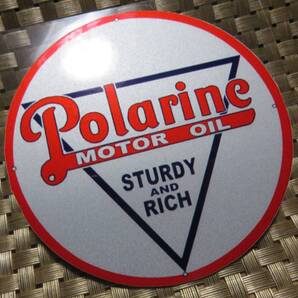 Polarine
MOTOR OIL
STURDY
AND
RICH